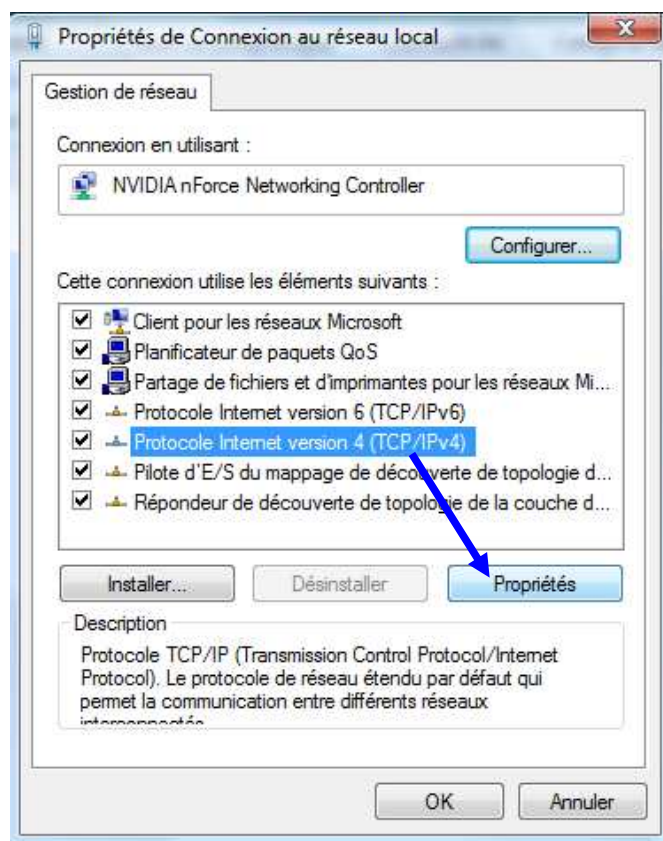 Propriétés de Connexion au réseau local
Gestion de réseau
Connexion en utilisant :
NVIDIA nForce Networking Controller
Configurer...
Cette connexion utilise les éléments suivants :
Client pour les réseaux Microsoft
Planificateur de paquets QoS
Partage de fichiers et d'imprimantes pour les réseaux Mi...
Protocole Internet version 6 (TCP/IPv6)
Protocole Internet version 4 (TCP/IPv4)
Pilote d'E/S du mappage de découverte de topologie d...
Répondeur de découverte de topologie de la couche d...
Installer... Désinstaller Propriétés
Description
Protocole TCP/IP (Transmission Control Protocol/Internet
Protocol). Le protocole de réseau étendu par défaut qui
permet la communication entre différents réseaux
interconnectés
OK Annuler